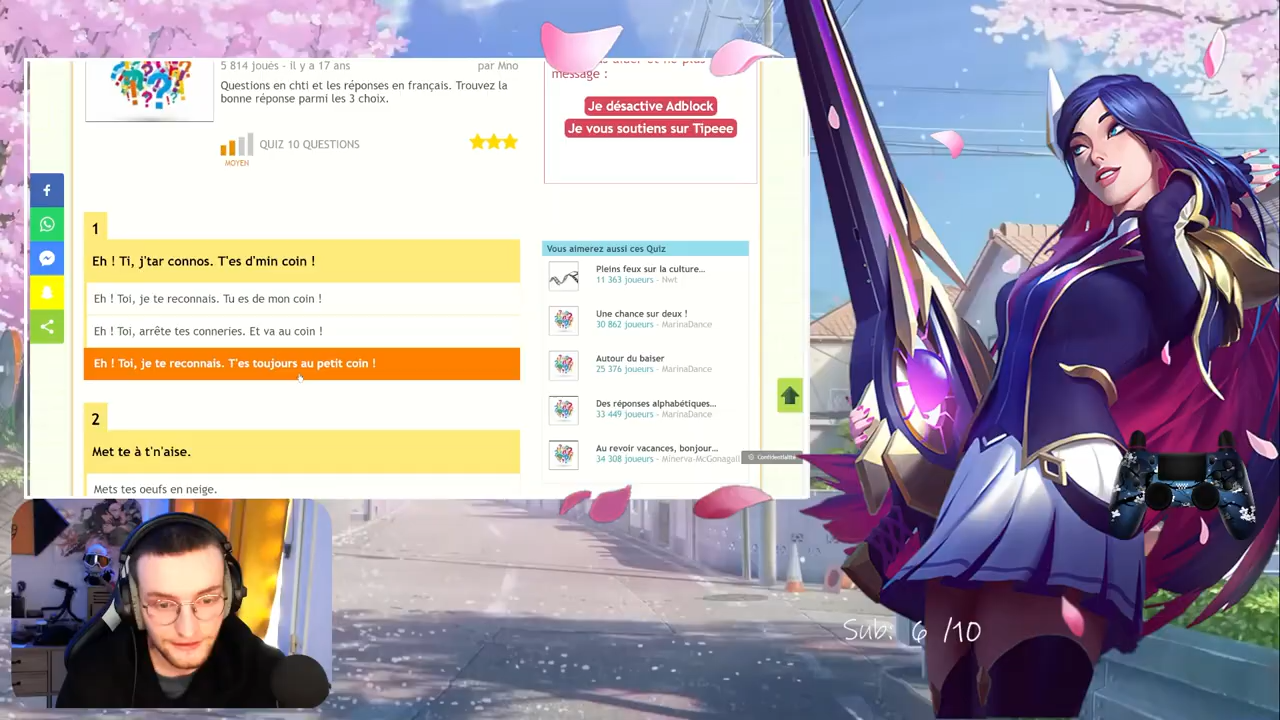 5 814 joués - il y a 17 ans
par Mno
Questions en chti et les réponses en français. Trouvez la
bonne réponse parmi les 3 choix.
MOYEN
QUIZ 10 QUESTIONS
message :
Je désactive Adblock
Je vous soutiens sur Tipeee
1
Eh ! Ti, j'tar connos. T'es d'min coin !
Eh ! Toi, je te reconnais. Tu es de mon coin !
Eh ! Toi, arrête tes conneries. Et va au coin !
Eh ! Toi, je te reconnais. T'es toujours au petit coin !
2
Met te à t'n'aise.
Mets tes oeufs en neige.
Vous aimerez aussi ces Quiz
Pleins feux sur la culture...
11 363 joueurs - Nwt
Une chance sur deux !
30 862 joueurs - MarinaDance
Autour du baiser
25 376 joueurs - MarinaDance
Des réponses alphabétiques...
33 449 joueurs - MarinaDance
Au revoir vacances, bonjour...
34 308 joueurs - Minerva-McGonagall
Confidentialité
Sub: 6 /10